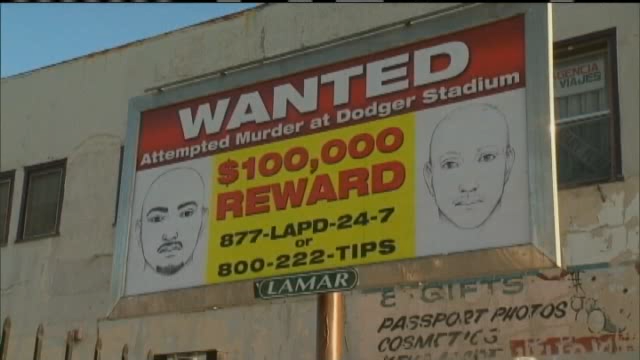 WANTED
Attempted Murder at Dodger Stadium
$100,000
REWARD
877-LAPD-24-7
or
800-222-TIPS
LAMAR
AGENCIA
VIAJES
& GIFTS
PASSPORT PHOTOS
COSMETICS